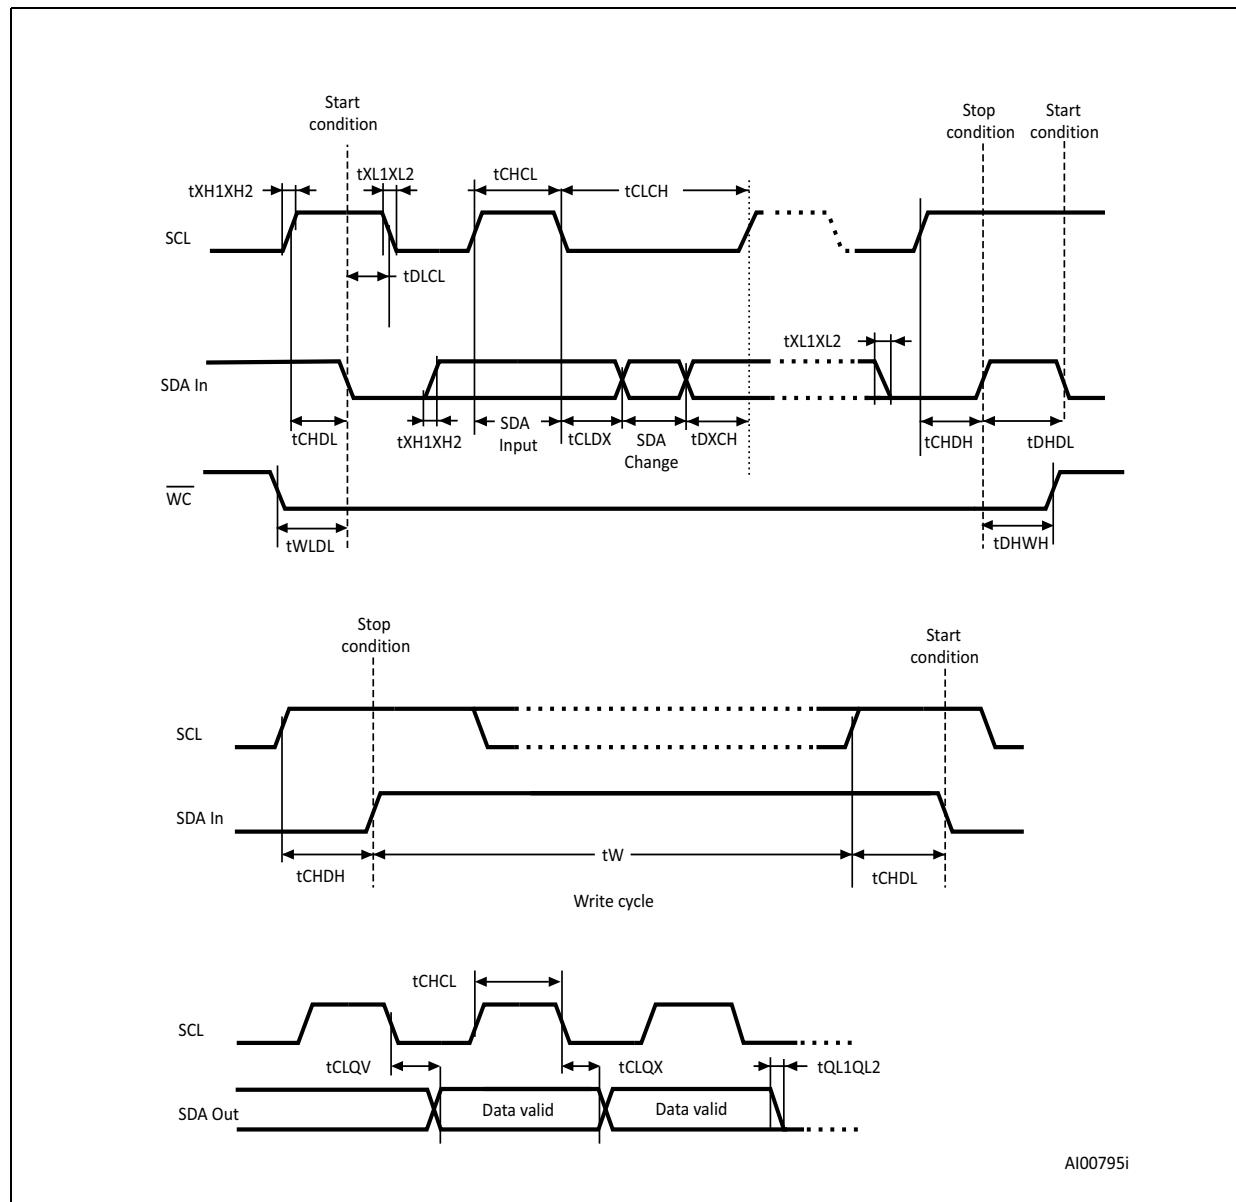 Start
condition
Stop
condition
Start
condition
tXH1XH2
tXL1XL2
tCHCL
tCLCH
SCL
tDLCL
tXL1XL2
SDA In
tCHDL
tXH1XH2
SDA
Input
tCLDX
SDA
Change
tDXCH
tCHDH
tDHDL
WC
tWLDL
tDHWH
Stop
condition
Start
condition
SCL
SDA In
tCHDH
tW
tCHDL
Write cycle
tCHCL
SCL
tCLQV
tCLQX
tQL1QL2
SDA Out
Data valid
Data valid
AI00795i